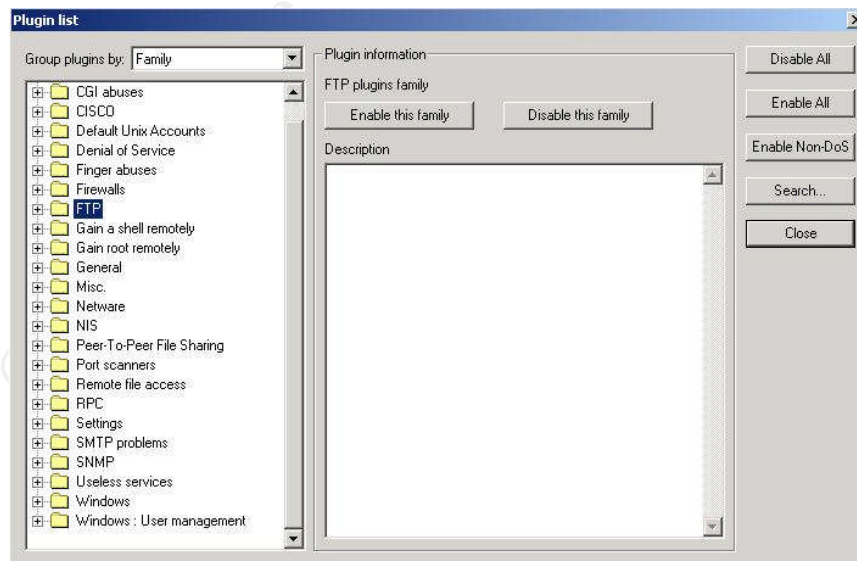 Plugin list
Group plugins by: Family
CGI abuses
CISCO
Default Unix Accounts
Denial of Service
Finger abuses
Firewalls
FTP
Gain a shell remotely
Gain root remotely
General
Misc.
Netware
NIS
Peer-To-Peer File Sharing
Port scanners
Remote file access
RPC
Settings
SMTP problems
SNMP
Useless services
Windows
Windows : User management
Plugin information
FTP plugins family
Enable this family
Disable this family
Description
Disable All
Enable All
Enable Non-DoS
Search...
Close